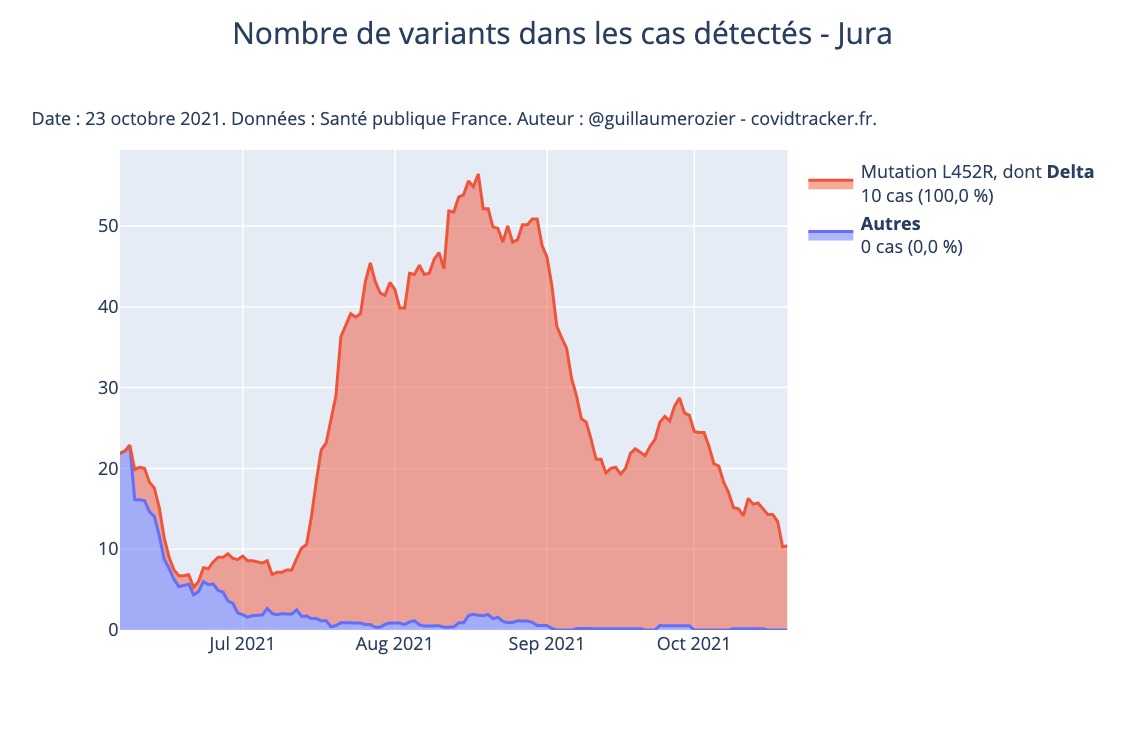 Nombre de variants dans les cas détectés - Jura
Date : 23 octobre 2021. Données : Santé publique France. Auteur : @guillaumerozier - covidtracker.fr.
Mutation L452R, dont Delta
10 cas (100,0 %)
Autres
0 cas (0,0 %)
50
40
30
20
10
0
Jul 2021
Aug 2021
Sep 2021
Oct 2021